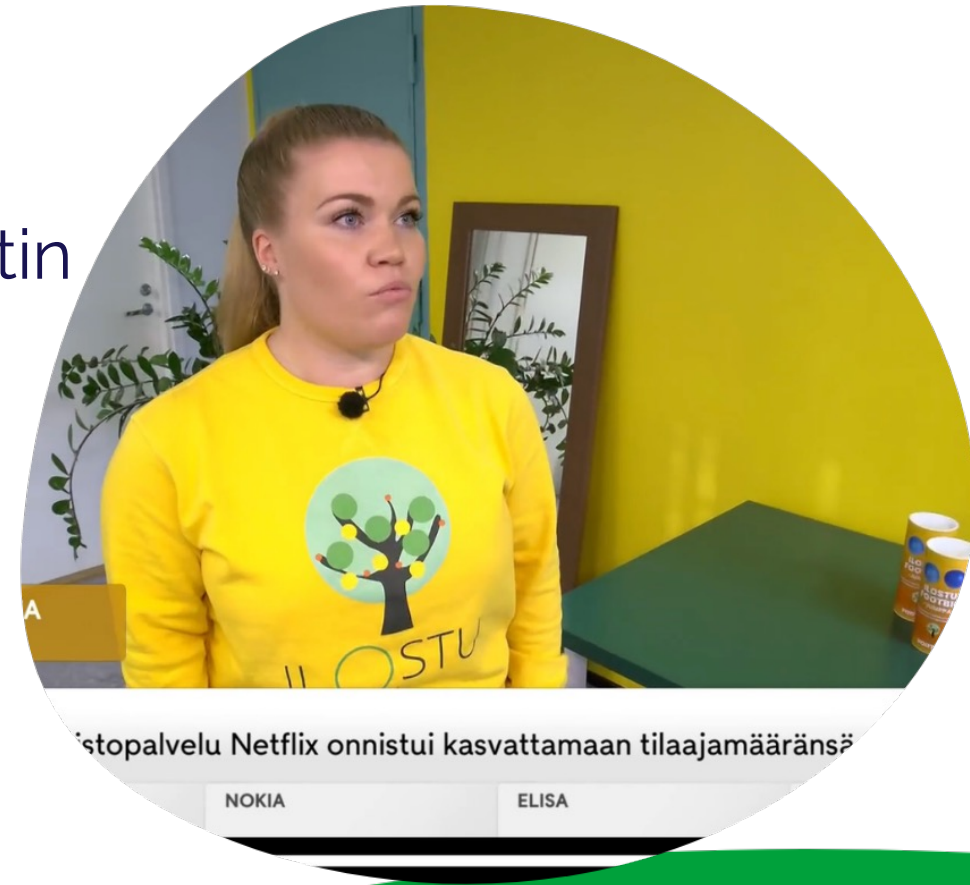 tin
A
ILOSTU
istopalvelu Netflix onnistui kasvattamaan tilaajamääränsä
NOKIA
ELISA